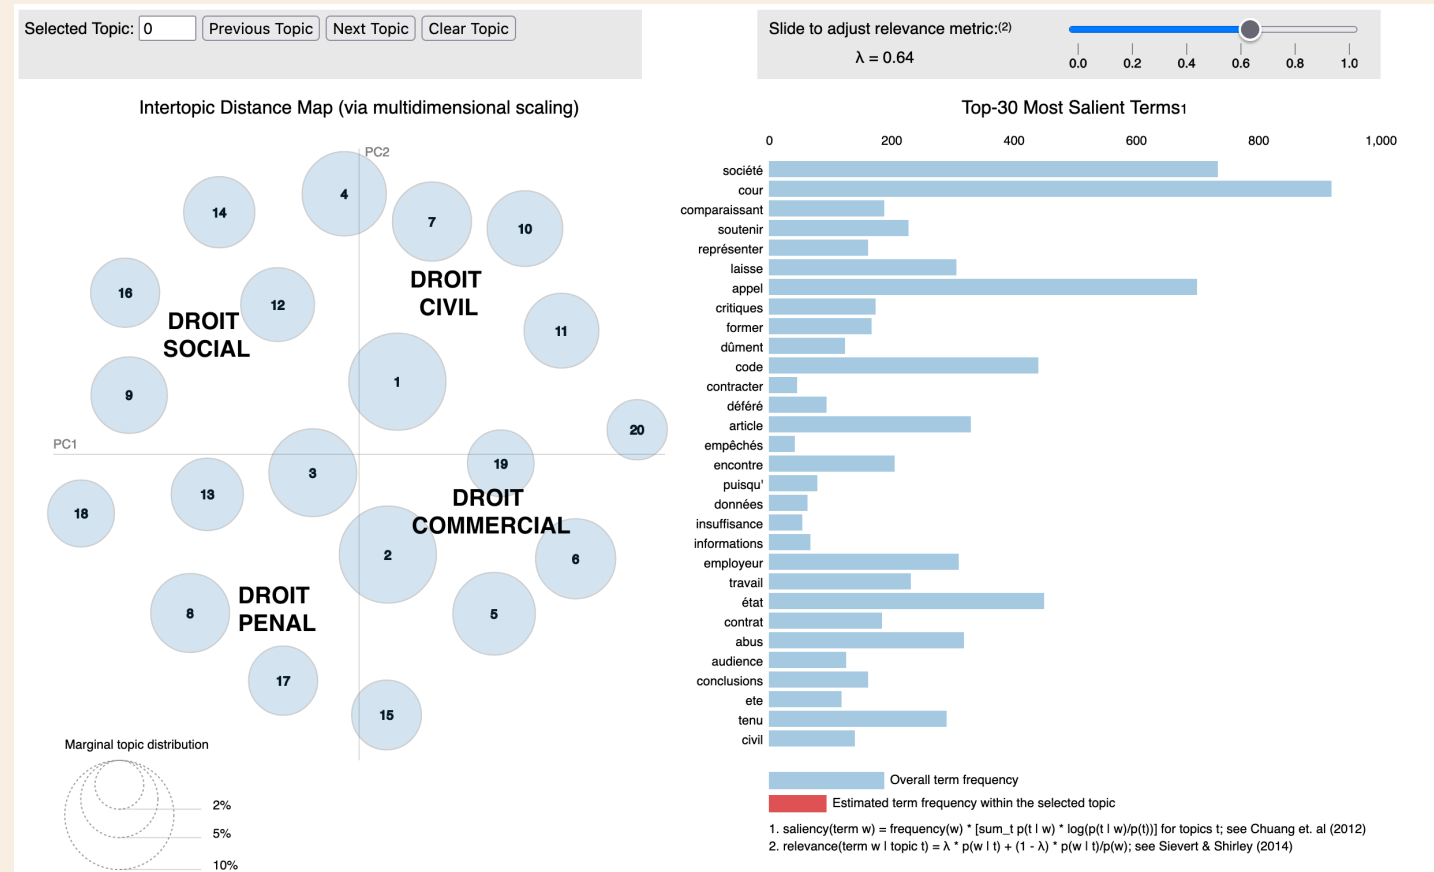 Selected Topic: 0 Previous Topic Next Topic Clear Topic
Slide to adjust relevance metric:(2)
λ = 0.64
0.0 0.2 0.4 0.6 0.8 1.0
Intertopic Distance Map (via multidimensional scaling)
PC2
4
14
7
10
DROIT
CIVIL
16
12
DROIT
SOCIAL
11
1
9
20
PC1
3
19
13
DROIT
COMMERCIAL
18
2
6
DROIT
PENAL
8
5
17
15
Marginal topic distribution
2%
5%
10%
Top-30 Most Salient Terms1
0 200 400 600 800 1,000
société
cour
comparaissant
soutenir
représenter
laisse
appel
critiques
former
dûment
code
contracter
déféré
article
empêchés
encontre
puisqu'
données
insuffisance
informations
employeur
travail
état
contrat
abus
audience
conclusions
ete
tenu
civil
Overall term frequency
Estimated term frequency within the selected topic
1. saliency(term w) = frequency(w) * [sum_t p(t | w) * log(p(t | w)/p(t))] for topics t; see Chuang et. al (2012)
2. relevance(term w | topic t) = λ * p(w | t) + (1 - λ) * p(w | t)/p(w); see Sievert & Shirley (2014)